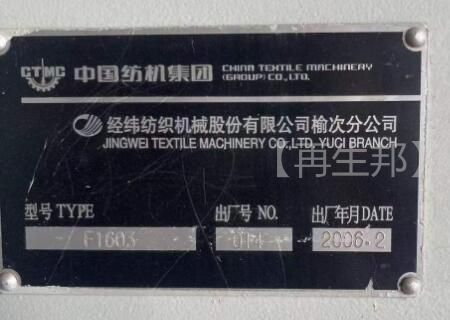 CTMC 中国纺机集团 CHINA TEXTILE MACHINERY (GROUP) CO., LTD.
经纬纺织机械股份有限公司榆次分公司
JINGWEI TEXTILE MACHINERY CO., LTD, YUCI BRANCH
【再生邦】
型号 TYPE 出厂号 NO. 出厂年月 DATE
F1603 2006.2